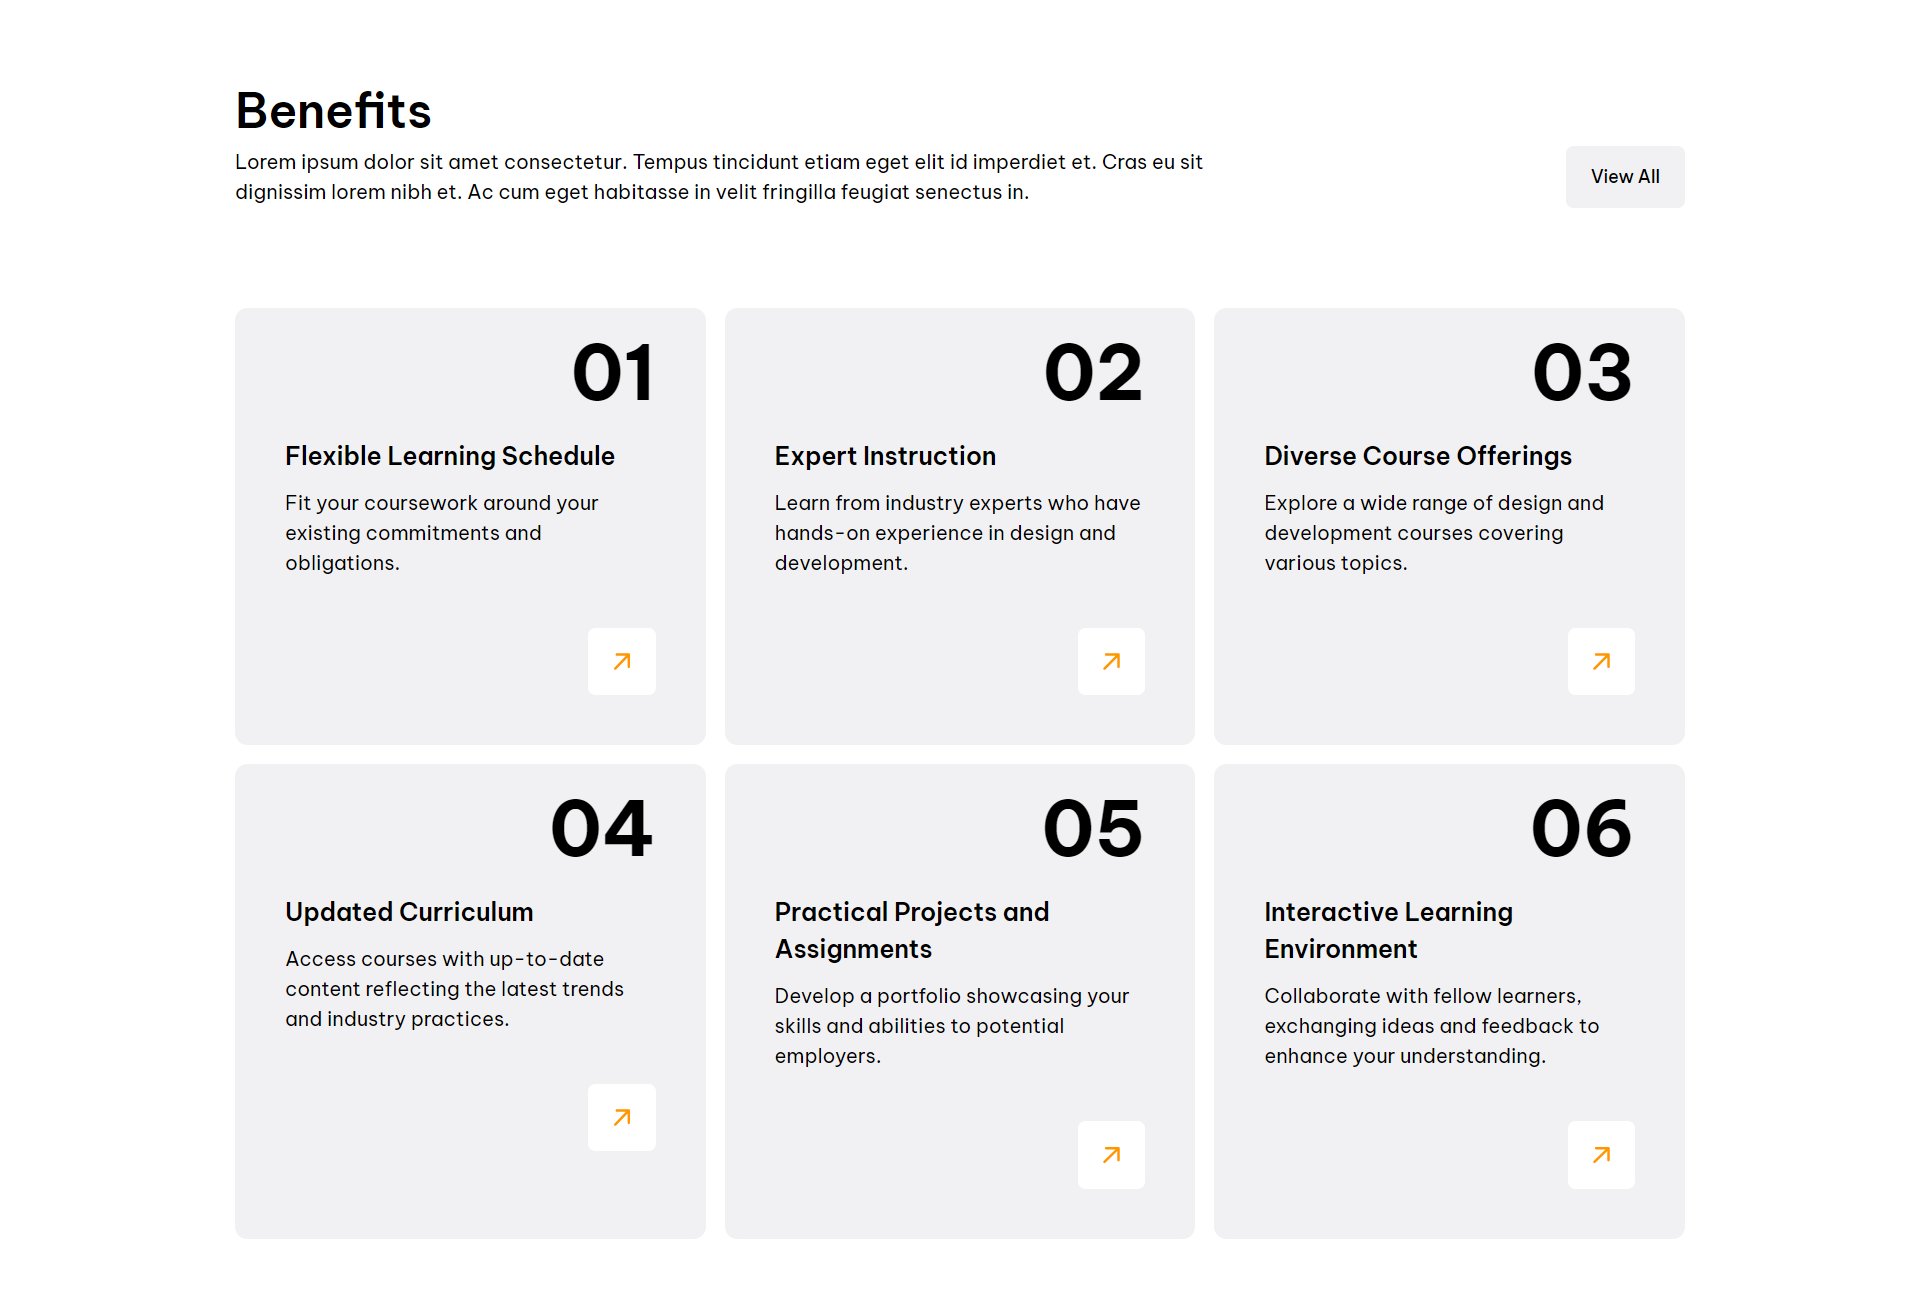 Benefits
Lorem ipsum dolor sit amet consectetur. Tempus tincidunt etiam eget elit id imperdiet et. Cras eu sit
dignissim lorem nibh et. Ac cum eget habitasse in velit fringilla feugiat senectus in.
View All
01
Flexible Learning Schedule
Fit your coursework around your
existing commitments and
obligations.
02
Expert Instruction
Learn from industry experts who have
hands-on experience in design and
development.
03
Diverse Course Offerings
Explore a wide range of design and
development courses covering
various topics.
04
Updated Curriculum
Access courses with up-to-date
content reflecting the latest trends
and industry practices.
05
Practical Projects and
Assignments
Develop a portfolio showcasing your
skills and abilities to potential
employers.
06
Interactive Learning
Environment
Collaborate with fellow learners,
exchanging ideas and feedback to
enhance your understanding.